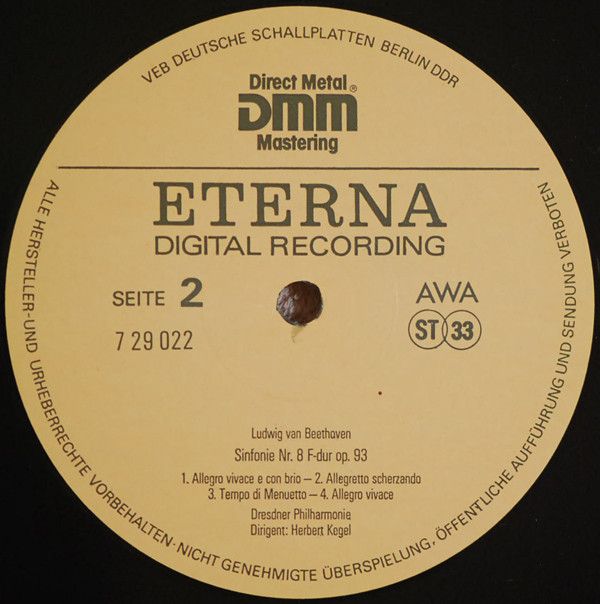 VEB DEUTSCHE SCHALLPLATTEN BERLIN DDR
Direct Metal®
DMM
Mastering
ETERNA
DIGITAL RECORDING
SEITE 2
AWA
7 29 022
ST 33
Ludwig van Beethoven
Sinfonie Nr. 8 F-dur op. 93
1. Allegro vivace e con brio – 2. Allegretto scherzando
3. Tempo di Menuetto – 4. Allegro vivace
Dresdner Philharmonie
Dirigent: Herbert Kegel
ALLE HERSTELLER-UND URHEBERRECHTE VORBEHALTEN·NICHT GENEHMIGTE ÜBERSPIELUNG, ÖFFENTLICHE AUFFÜHRUNG UND SENDUNG VERBOTEN